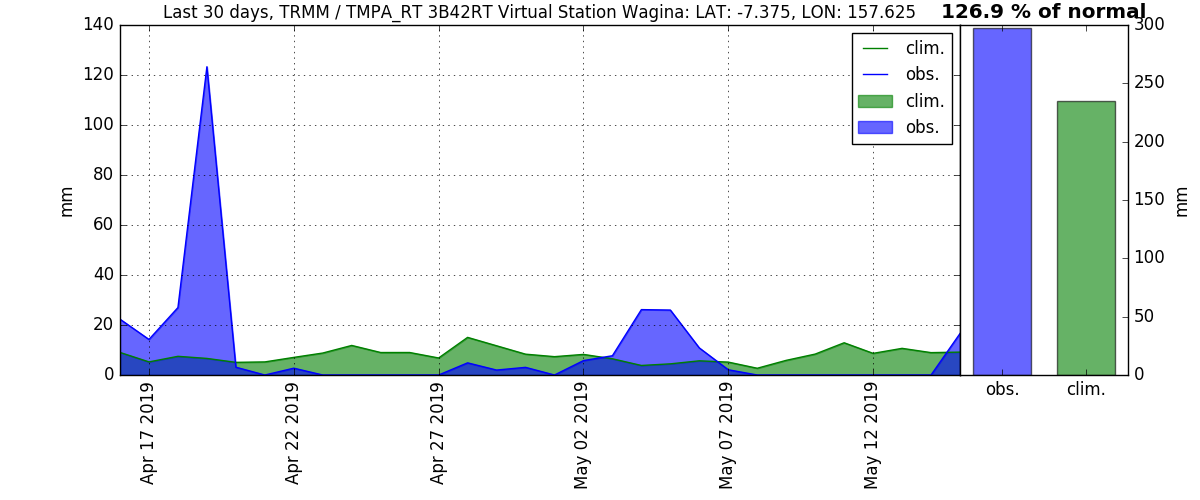 Last 30 days, TRMM / TMPA_RT 3B42RT Virtual Station Wagina: LAT: -7.375, LON: 157.625
126.9 % of normal
140
120
100
80
60
40
20
0
mm
clim.
obs.
clim.
obs.
Apr 17 2019
Apr 22 2019
Apr 27 2019
May 02 2019
May 07 2019
May 12 2019
300
250
200
150
100
50
0
mm
obs.
clim.